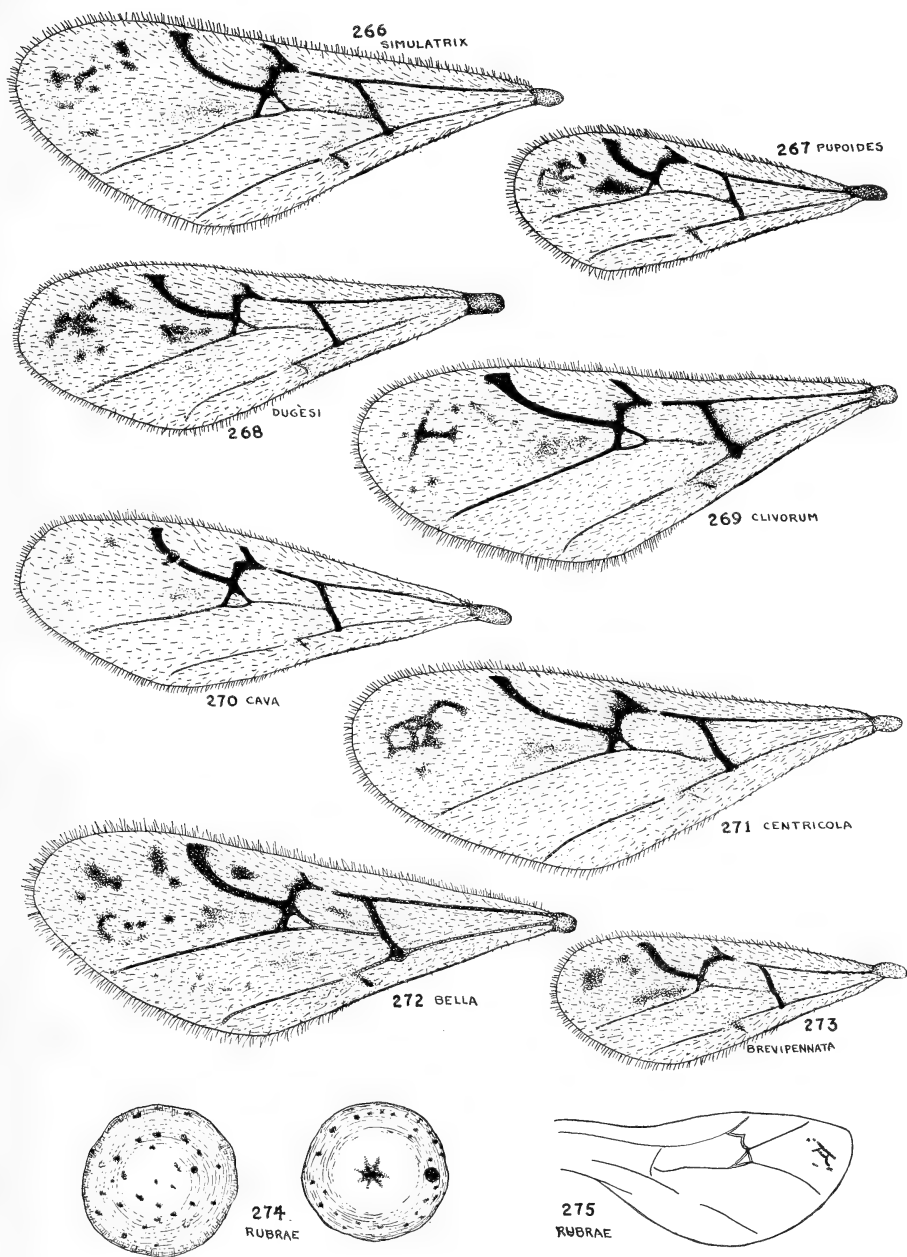 266
SIMULATRIX
267 PUPOIDES
DUGÈSI
268
269 CLIVORUM
270 CAVA
271 CENTRICOLA
272 BELLA
273
BREVIPENNATA
274
RUBRAE
275
RUBRAE